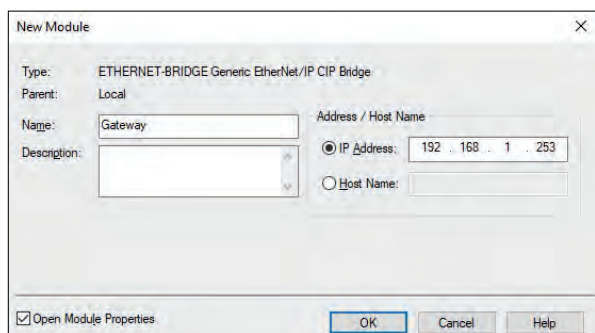 New Module
Type: ETHERNET-BRIDGE Generic EtherNet/IP CIP Bridge
Parent: Local
Name: Gateway
Description:
Address / Host Name
IP Address: 192 . 168 . 1 . 253
Host Name:
Open Module Properties
OK Cancel Help